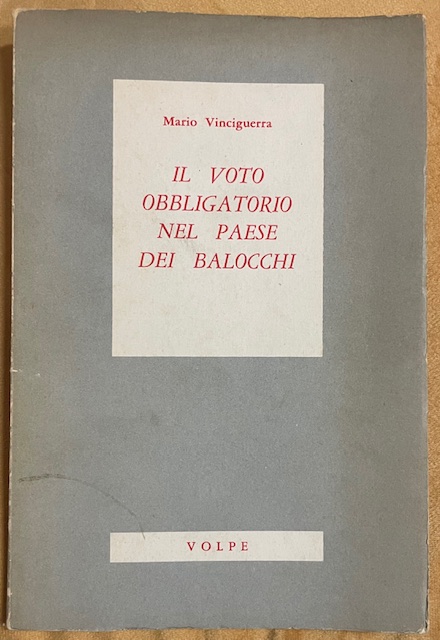 Mario Vinciguerra
IL VOTO
OBBLIGATORIO
NEL PAESE
DEI BALOCCHI
VOLPE